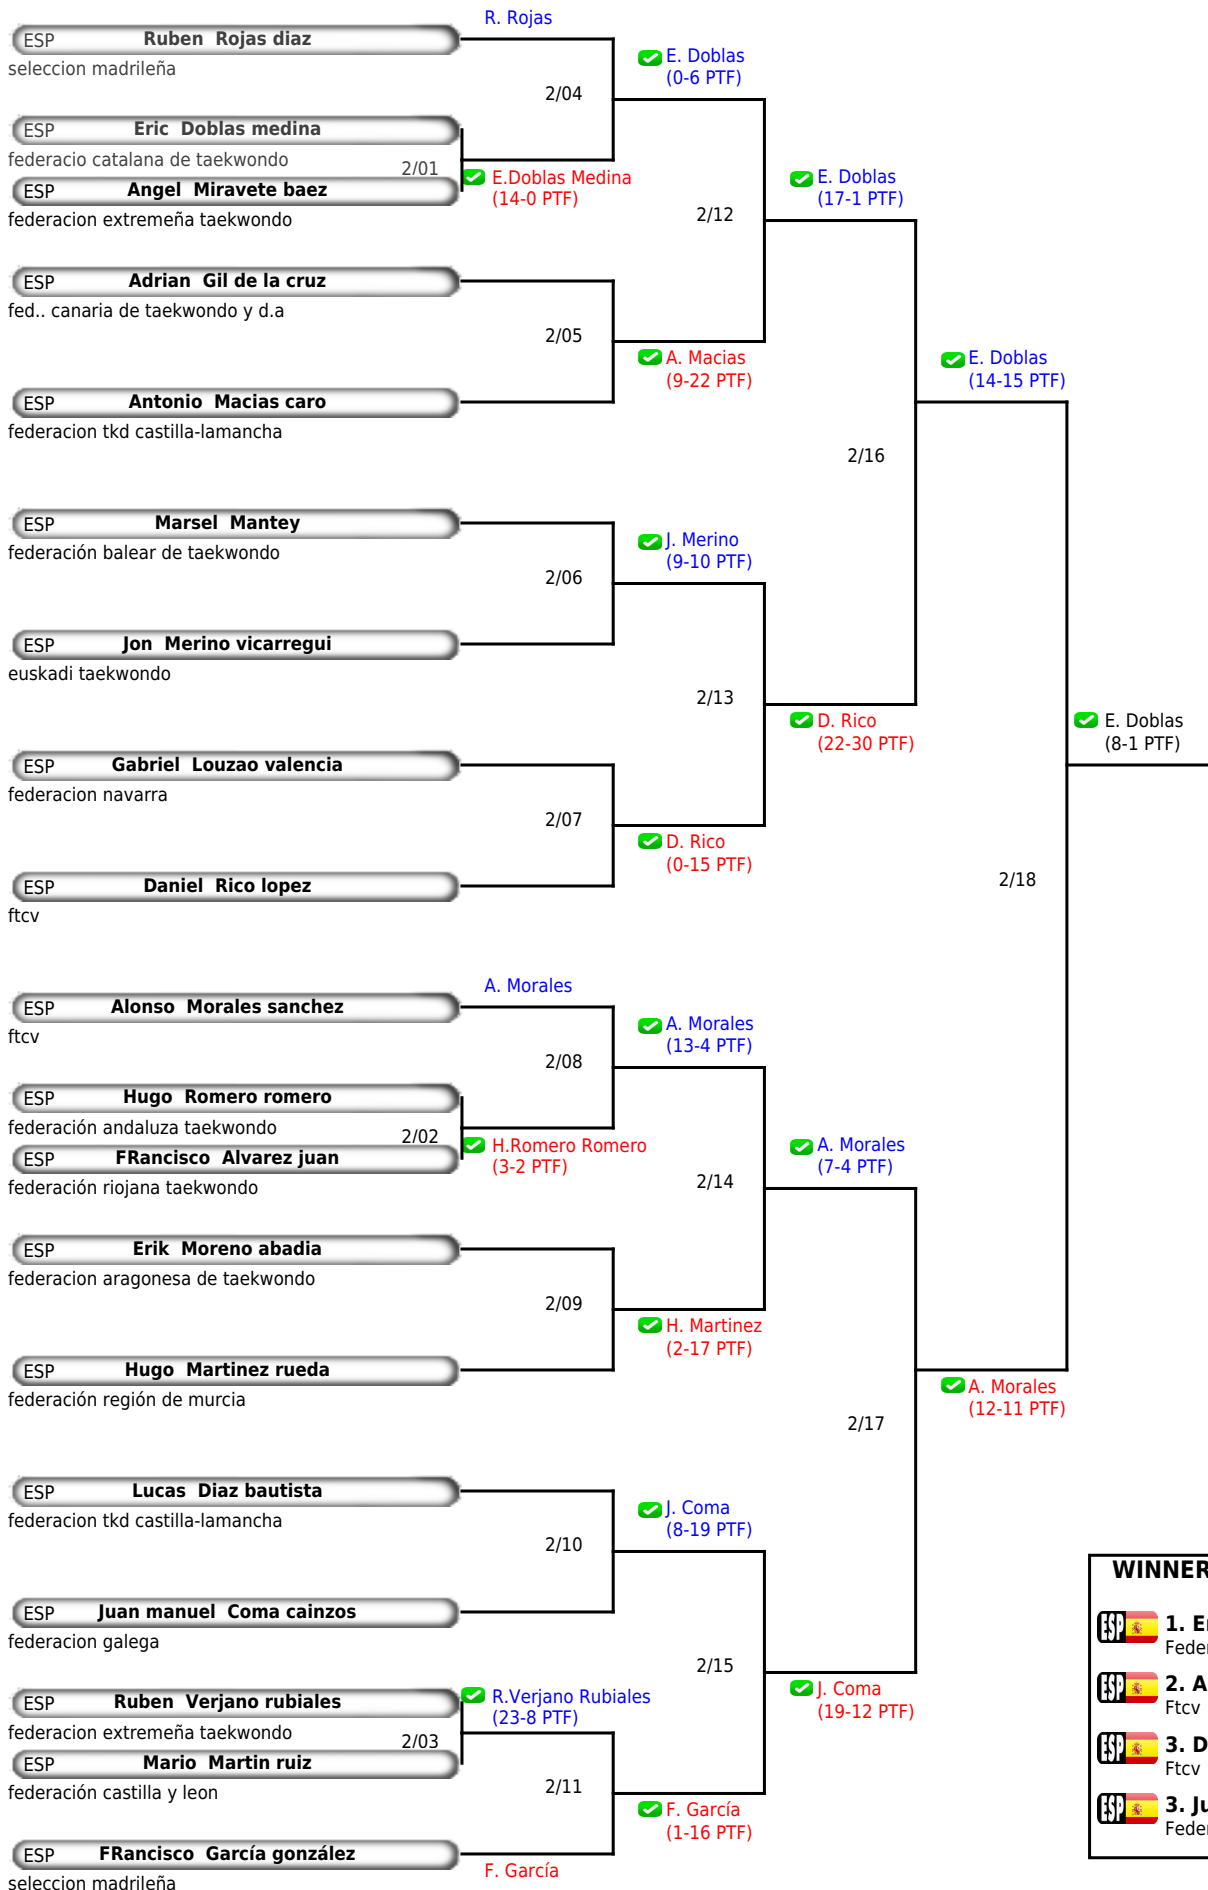 R. Rojas
ESP Ruben Rojas diaz
seleccion madrileña
E. Doblas
(0-6 PTF)
2/04
ESP Eric Doblas medina
federacio catalana de taekwondo
2/01
E.Doblas Medina
(14-0 PTF)
ESP Angel Miravete baez
federacion extremeña taekwondo
E. Doblas
(17-1 PTF)
2/12
ESP Adrian Gil de la cruz
fed.. canaria de taekwondo y d.a
2/05
A. Macias
(9-22 PTF)
E. Doblas
(14-15 PTF)
ESP Antonio Macias caro
federacion tkd castilla-lamancha
2/16
ESP Marsel Mantey
federación balear de taekwondo
J. Merino
(9-10 PTF)
2/06
ESP Jon Merino vicarregui
euskadi taekwondo
2/13
D. Rico
(22-30 PTF)
E. Doblas
(8-1 PTF)
ESP Gabriel Louzao valencia
federacion navarra
2/07
D. Rico
(0-15 PTF)
ESP Daniel Rico lopez
ftcv
2/18
A. Morales
ESP Alonso Morales sanchez
ftcv
A. Morales
(13-4 PTF)
2/08
ESP Hugo Romero romero
federación andaluza taekwondo
2/02
H.Romero Romero
(3-2 PTF)
ESP FRancisco Alvarez juan
federación riojana taekwondo
A. Morales
(7-4 PTF)
2/14
ESP Erik Moreno abadia
federacion aragonesa de taekwondo
2/09
H. Martinez
(2-17 PTF)
ESP Hugo Martinez rueda
federación región de murcia
A. Morales
(12-11 PTF)
2/17
ESP Lucas Diaz bautista
federacion tkd castilla-lamancha
J. Coma
(8-19 PTF)
2/10
ESP Juan manuel Coma cainzos
federacion galega
2/15
J. Coma
(19-12 PTF)
ESP Ruben Verjano rubiales
federacion extremeña taekwondo
R.Verjano Rubiales
(23-8 PTF)
2/03
ESP Mario Martin ruiz
federación castilla y leon
2/11
F. García
(1-16 PTF)
ESP FRancisco García gonzález
F. García
seleccion madrileña
WINNER
ESP 1. E
Feder
ESP 2. A
Ftcv
ESP 3. D
Ftcv
ESP 3. Ju
Feder